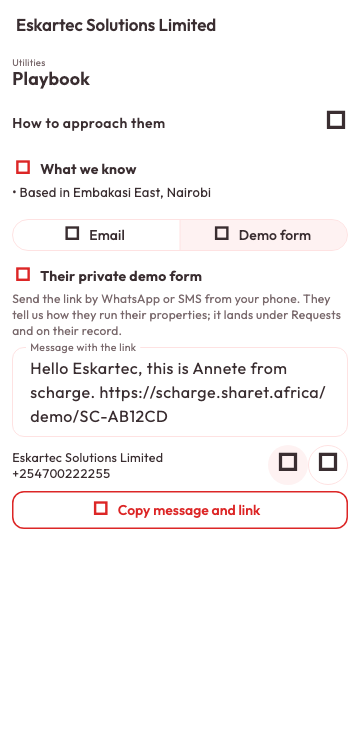 Eskartec Solutions Limited
Utilities
Playbook
How to approach them
What we know
• Based in Embakasi East, Nairobi
Email
Demo form
Their private demo form
Send the link by WhatsApp or SMS from your phone. They
tell us how they run their properties; it lands under Requests
and on their record.
Message with the link
Hello Eskartec, this is Annete from
scharge. https://scharge.sharet.africa/
demo/SC-AB12CD
Eskartec Solutions Limited
+254700222255
Copy message and link